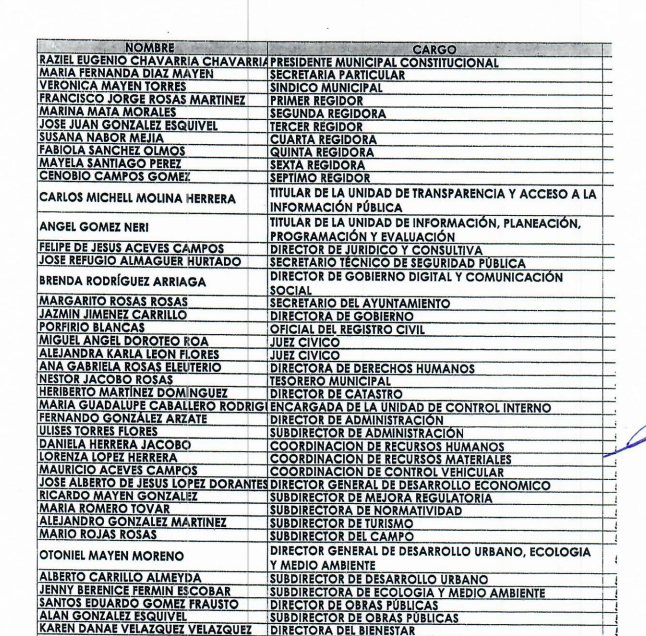 NOMBRE CARGO
RAZIEL EUGENIO CHAVARRIA CHAVARRIA PRESIDENTE MUNICIPAL CONSTITUCIONAL
MARIA FERNANDA DIAZ MAYEN SECRETARIA PARTICULAR
VERONICA MAYEN TORRES SINDICO MUNICIPAL
FRANCISCO JORGE ROSAS MARTINEZ PRIMER REGIDOR
MARINA MATA MORALES SEGUNDA REGIDORA
JOSE JUAN GONZALEZ ESQUIVEL TERCER REGIDOR
SUSANA NABOR MEJIA CUARTA REGIDORA
FABIOLA SANCHEZ OLMOS QUINTA REGIDORA
MAYELA SANTIAGO PEREZ SEXTA REGIDORA
CENOBIO CAMPOS GOMEZ SEPTIMO REGIDOR
CARLOS MICHELL MOLINA HERRERA TITULAR DE LA UNIDAD DE TRANSPARENCIA Y ACCESO A LA
INFORMACIÓN PÚBLICA
ANGEL GOMEZ NERI TITULAR DE LA UNIDAD DE INFORMACIÓN, PLANEACIÓN,
PROGRAMACIÓN Y EVALUACIÓN
FELIPE DE JESUS ACEVES CAMPOS DIRECTOR DE JURIDICO Y CONSULTIVA
JOSE REFUGIO ALMAGUER HURTADO SECRETARIO TÉCNICO DE SEGURIDAD PÚBLICA
BRENDA RODRÍGUEZ ARRIAGA DIRECTOR DE GOBIERNO DIGITAL Y COMUNICACIÓN
SOCIAL
MARGARITO ROSAS ROSAS SECRETARIO DEL AYUNTAMIENTO
JAZMIN JIMENEZ CARRILLO DIRECTORA DE GOBIERNO
PORFIRIO BLANCAS OFICIAL DEL REGISTRO CIVIL
MIGUEL ANGEL DOROTEO ROA JUEZ CIVICO
ALEJANDRA KARLA LEON FLORES JUEZ CIVICO
ANA GABRIELA ROSAS ELEUTERIO DIRECTORA DE DERECHOS HUMANOS
NESTOR JACOBO ROSAS TESORERO MUNICIPAL
HERIBERTO MARTÍNEZ DOMINGUEZ DIRECTOR DE CATASTRO
MARIA GUADALUPE CABALLERO RODRIG ENCARGADA DE LA UNIDAD DE CONTROL INTERNO
FERNANDO GONZÁLEZ ARZATE DIRECTOR DE ADMINISTRACIÓN
ULISES TORRES FLORES SUBDIRECTOR DE ADMINISTRACIÓN
DANIELA HERRERA JACOBO COORDINACION DE RECURSOS HUMANOS
LORENZA LOPEZ HERRERA COORDINACION DE RECURSOS MATERIALES
MAURICIO ACEVES CAMPOS COORDINACION DE CONTROL VEHICULAR
JOSE ALBERTO DE JESUS LOPEZ DORANTES DIRECTOR GENERAL DE DESARROLLO ECONOMICO
RICARDO MAYEN GONZALEZ SUBDIRECTOR DE MEJORA REGULATORIA
MARIA ROMERO TOVAR SUBDIRECTORA DE NORMATIVIDAD
ALEJANDRO GONZALEZ MARTINEZ SUBDIRECTOR DE TURISMO
MARIO ROJAS ROSAS SUBDIRECTOR DEL CAMPO
OTONIEL MAYEN MORENO DIRECTOR GENERAL DE DESARROLLO URBANO, ECOLOGIA
Y MEDIO AMBIENTE
ALBERTO CARRILLO ALMEYDA SUBDIRECTOR DE DESARROLLO URBANO
JENNY BERENICE FERMIN ESCOBAR SUBDIRECTORA DE ECOLOGIA Y MEDIO AMBIENTE
SANTOS EDUARDO GOMEZ FRAUSTO DIRECTOR DE OBRAS PÚBLICAS
ALAN GONZALEZ ESQUIVEL SUBDIRECTOR DE OBRAS PÚBLICAS
KAREN DANAE VELAZQUEZ VELAZQUEZ DIRECTORA DEL BIENESTAR